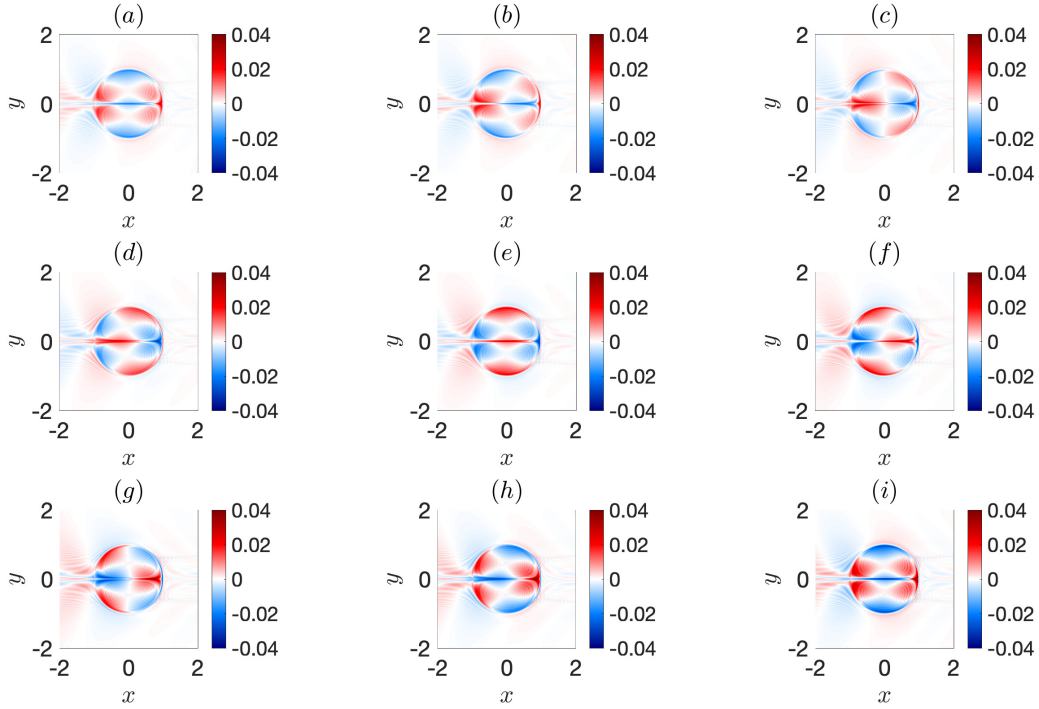 (a) (b) (c)
2 0.04 2 0.04 2 0.04
0.02 0.02 0.02
y 0 0 y 0 0 y 0 0
-0.02 -0.02 -0.02
-2 -0.04 -2 -0.04 -2 -0.04
-2 0 2 -2 0 2 -2 0 2
x x x
(d) (e) (f)
2 0.04 2 0.04 2 0.04
0.02 0.02 0.02
y 0 0 y 0 0 y 0 0
-0.02 -0.02 -0.02
-2 -0.04 -2 -0.04 -2 -0.04
-2 0 2 -2 0 2 -2 0 2
x x x
(g) (h) (i)
2 0.04 2 0.04 2 0.04
0.02 0.02 0.02
y 0 0 y 0 0 y 0 0
-0.02 -0.02 -0.02
-2 -0.04 -2 -0.04 -2 -0.04
-2 0 2 -2 0 2 -2 0 2
x x x